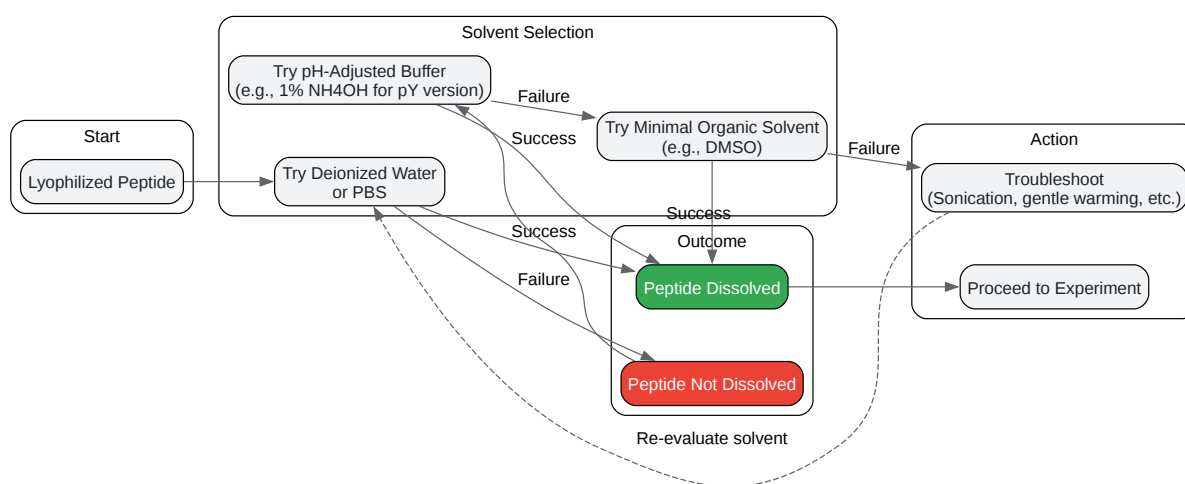 Solvent Selection
Try pH-Adjusted Buffer
(e.g., 1% NH4OH for pY version)
Failure
Try Minimal Organic Solvent
(e.g., DMSO)
Success
Failure
Start
Lyophilized Peptide
Try Deionized Water
or PBS
Action
Troubleshoot
(Sonication, gentle warming, etc.)
Success
Success
Outcome
Failure
Peptide Dissolved
Proceed to Experiment
Peptide Not Dissolved
Re-evaluate solvent